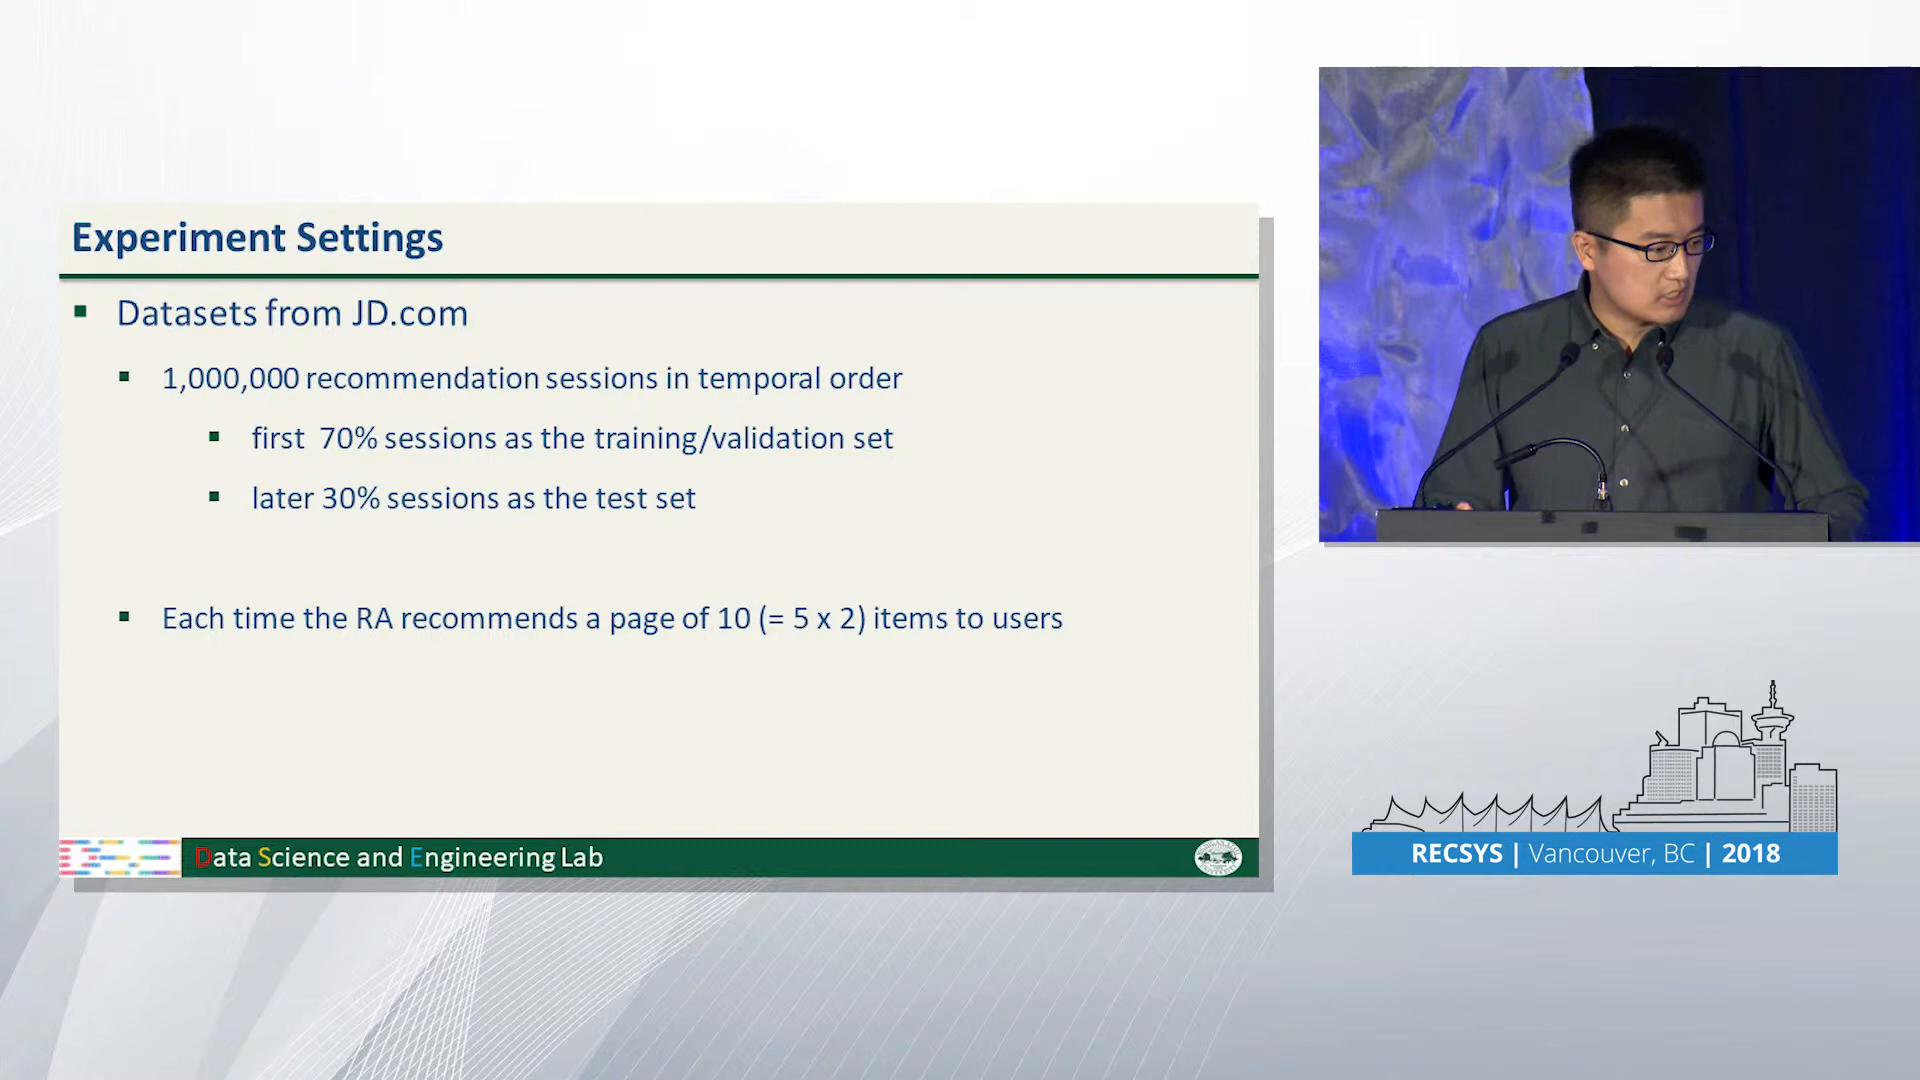 Experiment Settings
Datasets from JD.com
1,000,000 recommendation sessions in temporal order
first 70% sessions as the training/validation set
later 30% sessions as the test set
Each time the RA recommends a page of 10 (= 5 x 2) items to users
Data Science and Engineering Lab
RECSYS | Vancouver, BC | 2018